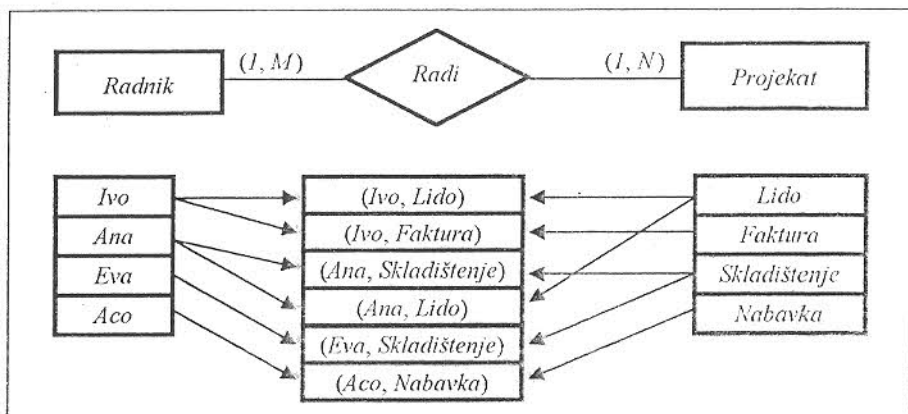 (1, M)
(1, N)
Radnik
Radi
Projekat
Ivo
Ana
Eva
Aco
(Ivo, Lido)
(Ivo, Faktura)
(Ana, Skladištenje)
(Ana, Lido)
(Eva, Skladištenje)
(Aco, Nabavka)
Lido
Faktura
Skladištenje
Nabavka